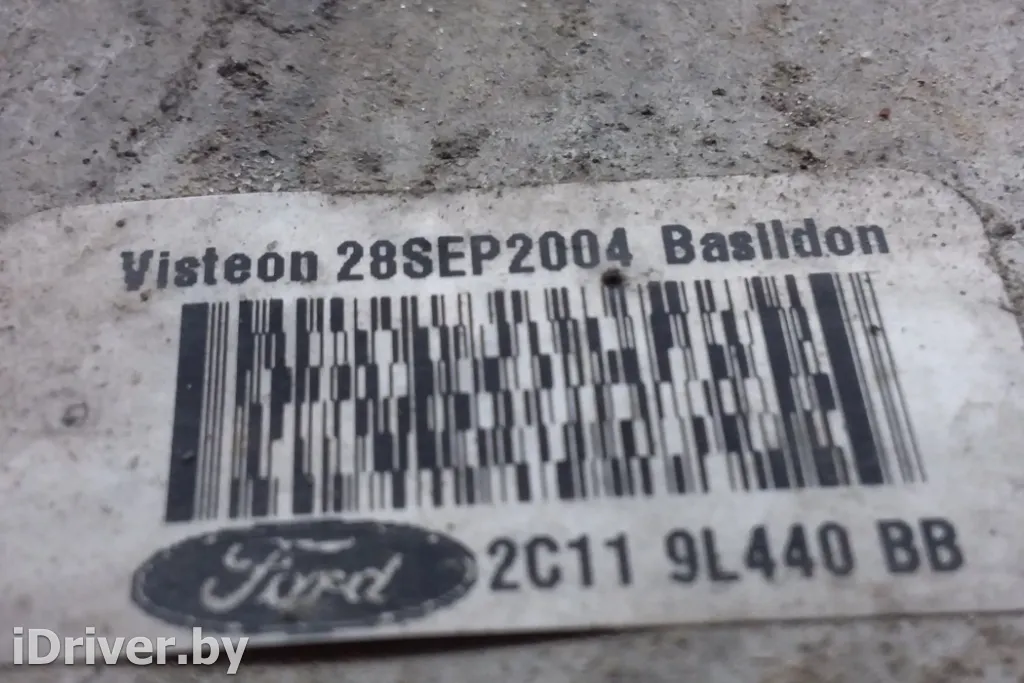 Visteon 28SEP2004 Basildon
Ford 2C11 9L440 BB
iDriver.by